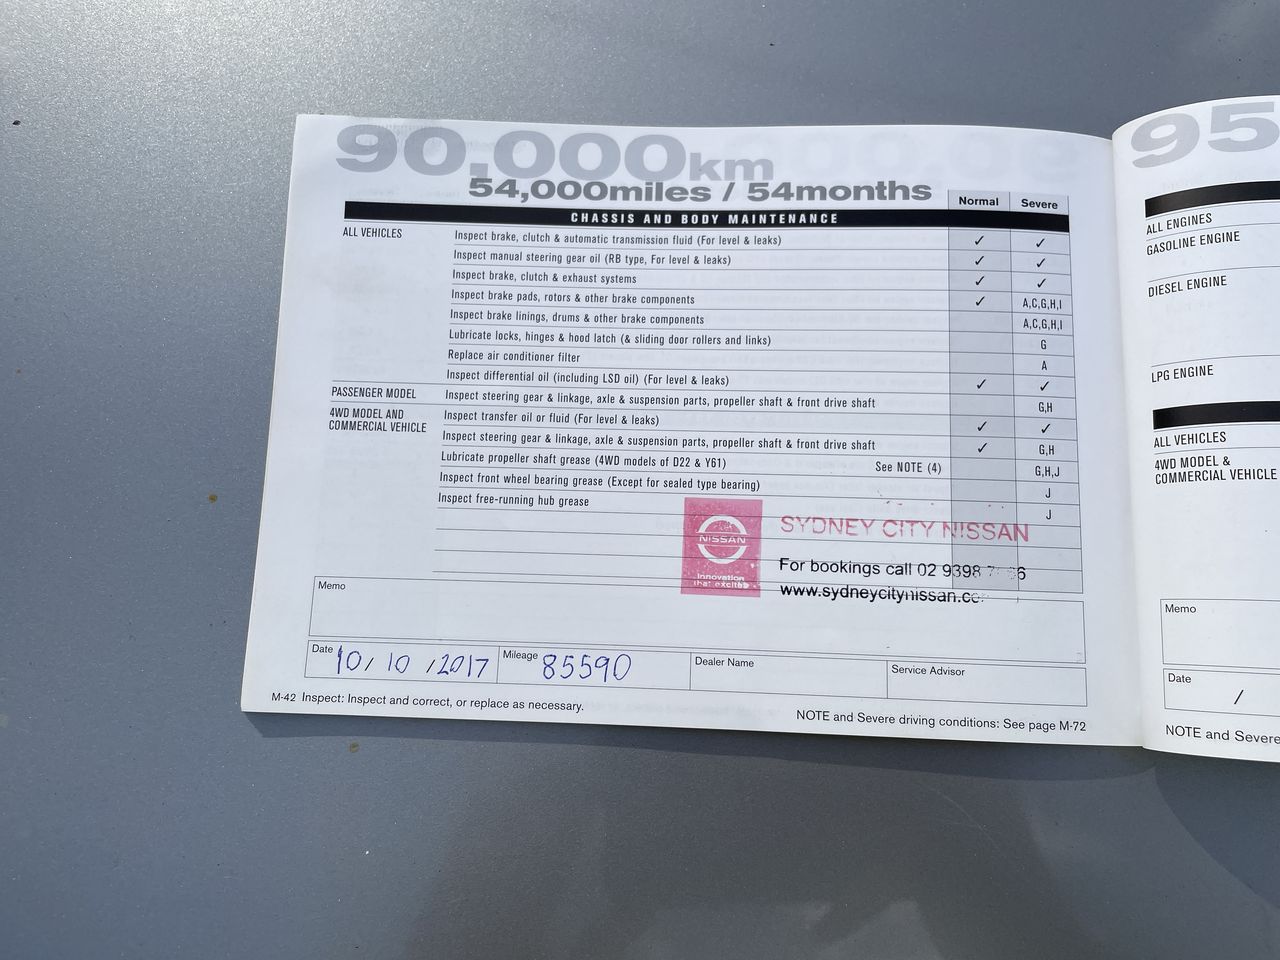 90,000km
54,000miles / 54months
Normal Severe
CHASSIS AND BODY MAINTENANCE
ALL VEHICLES Inspect brake, clutch & automatic transmission fluid (For level & leaks) ✓ ✓
Inspect manual steering gear oil (RB type, For level & leaks) ✓ ✓
Inspect brake, clutch & exhaust systems ✓ ✓
Inspect brake pads, rotors & other brake components ✓ A,C,G,H,I
Inspect brake linings, drums & other brake components A,C,G,H,I
Lubricate locks, hinges & hood latch (& sliding door rollers and links) G
Replace air conditioner filter A
Inspect differential oil (including LSD oil) (For level & leaks) ✓ ✓
PASSENGER MODEL Inspect steering gear & linkage, axle & suspension parts, propeller shaft & front drive shaft G,H
4WD MODEL AND Inspect transfer oil or fluid (For level & leaks) ✓ ✓
COMMERCIAL VEHICLE Inspect steering gear & linkage, axle & suspension parts, propeller shaft & front drive shaft ✓ G,H
Lubricate propeller shaft grease (4WD models of D22 & Y61) See NOTE (4) G,H,J
Inspect front wheel bearing grease (Except for sealed type bearing) J
Inspect free-running hub grease J
NISSAN
Innovation
that excites
SYDNEY CITY NISSAN
For bookings call 02 9398
www.sydneycitynissan.co
Memo
Date 10/ 10 /2017 Mileage 85590 Dealer Name Service Advisor
M-42 Inspect: Inspect and correct, or replace as necessary.
NOTE and Severe driving conditions: See page M-72
95
ALL ENGINES
GASOLINE ENGINE
DIESEL ENGINE
LPG ENGINE
ALL VEHICLES
4WD MODEL &
COMMERCIAL VEHICLE
Memo
Date /
NOTE and Severe